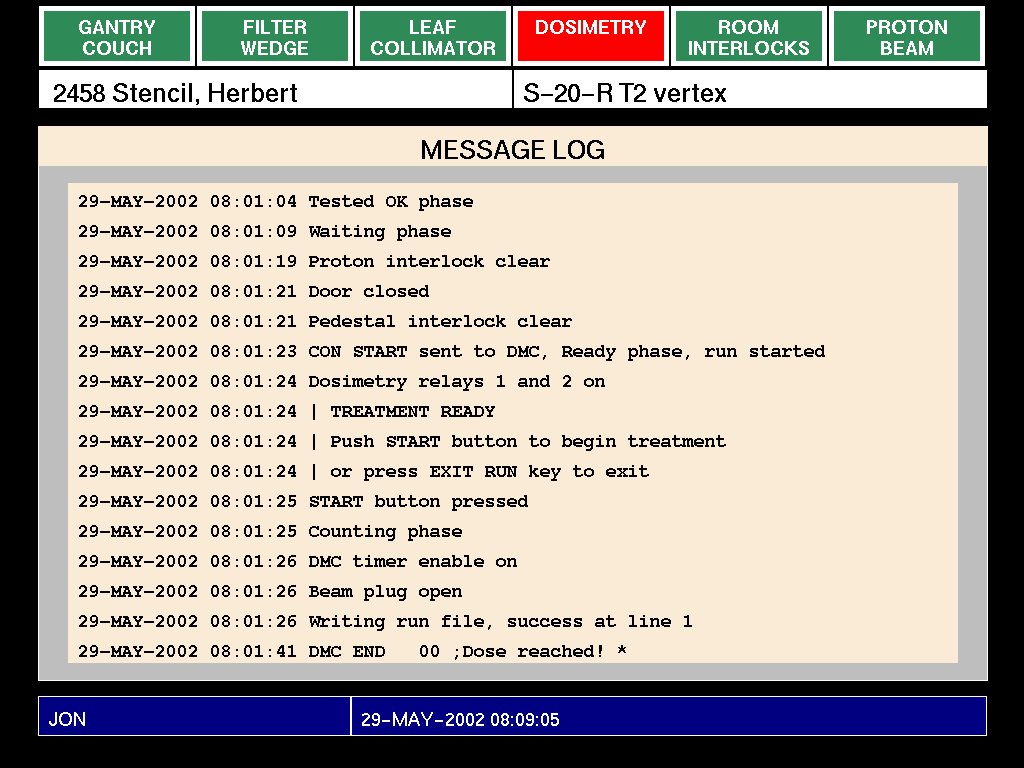 GANTRY
COUCH
FILTER
WEDGE
LEAF
COLLIMATOR
DOSIMETRY
ROOM
INTERLOCKS
PROTON
BEAM
2458 Stencil, Herbert
S-20-R T2 vertex
MESSAGE LOG
29-MAY-2002 08:01:04 Tested OK phase
29-MAY-2002 08:01:09 Waiting phase
29-MAY-2002 08:01:19 Proton interlock clear
29-MAY-2002 08:01:21 Door closed
29-MAY-2002 08:01:21 Pedestal interlock clear
29-MAY-2002 08:01:23 CON START sent to DMC, Ready phase, run started
29-MAY-2002 08:01:24 Dosimetry relays 1 and 2 on
29-MAY-2002 08:01:24 | TREATMENT READY
29-MAY-2002 08:01:24 | Push START button to begin treatment
29-MAY-2002 08:01:24 | or press EXIT RUN key to exit
29-MAY-2002 08:01:25 START button pressed
29-MAY-2002 08:01:25 Counting phase
29-MAY-2002 08:01:26 DMC timer enable on
29-MAY-2002 08:01:26 Beam plug open
29-MAY-2002 08:01:26 Writing run file, success at line 1
29-MAY-2002 08:01:41 DMC END   00 ;Dose reached! *
JON
29-MAY-2002 08:09:05